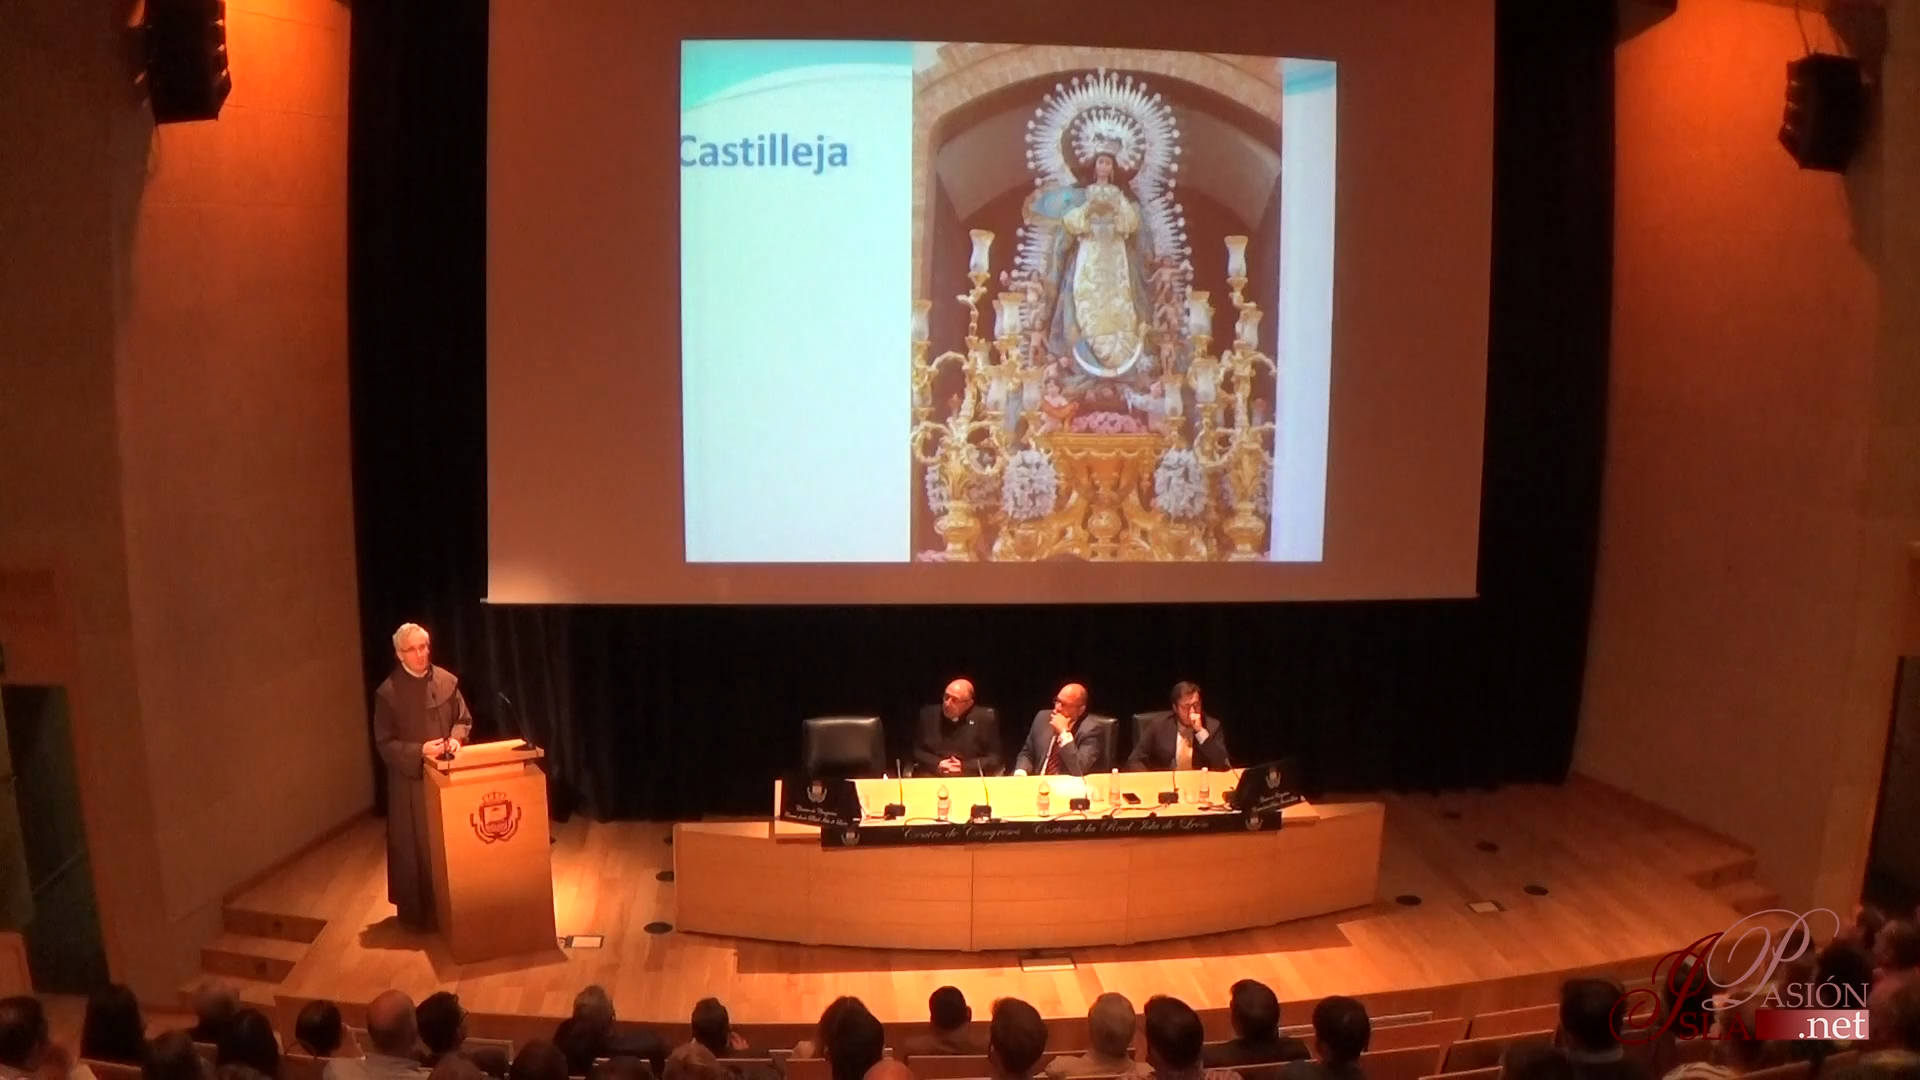 Castilleja
Centro de Congresos Cortes de la Real Isla de León
ISLA PASIÓN
.net